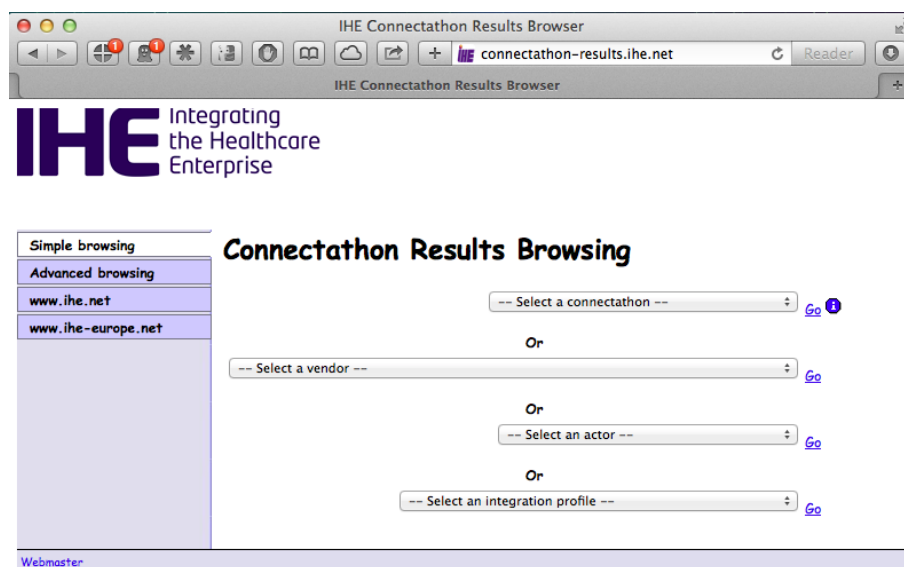 IHE Connectathon Results Browser
1
1
connectathon-results.ihe.net
Reader
IHE Connectathon Results Browser
IHE Integrating
the Healthcare
Enterprise
Simple browsing
Advanced browsing
www.ihe.net
www.ihe-europe.net
Connectathon Results Browsing
-- Select a connectathon -- Go
Or
-- Select a vendor -- Go
Or
-- Select an actor -- Go
Or
-- Select an integration profile -- Go
Webmaster